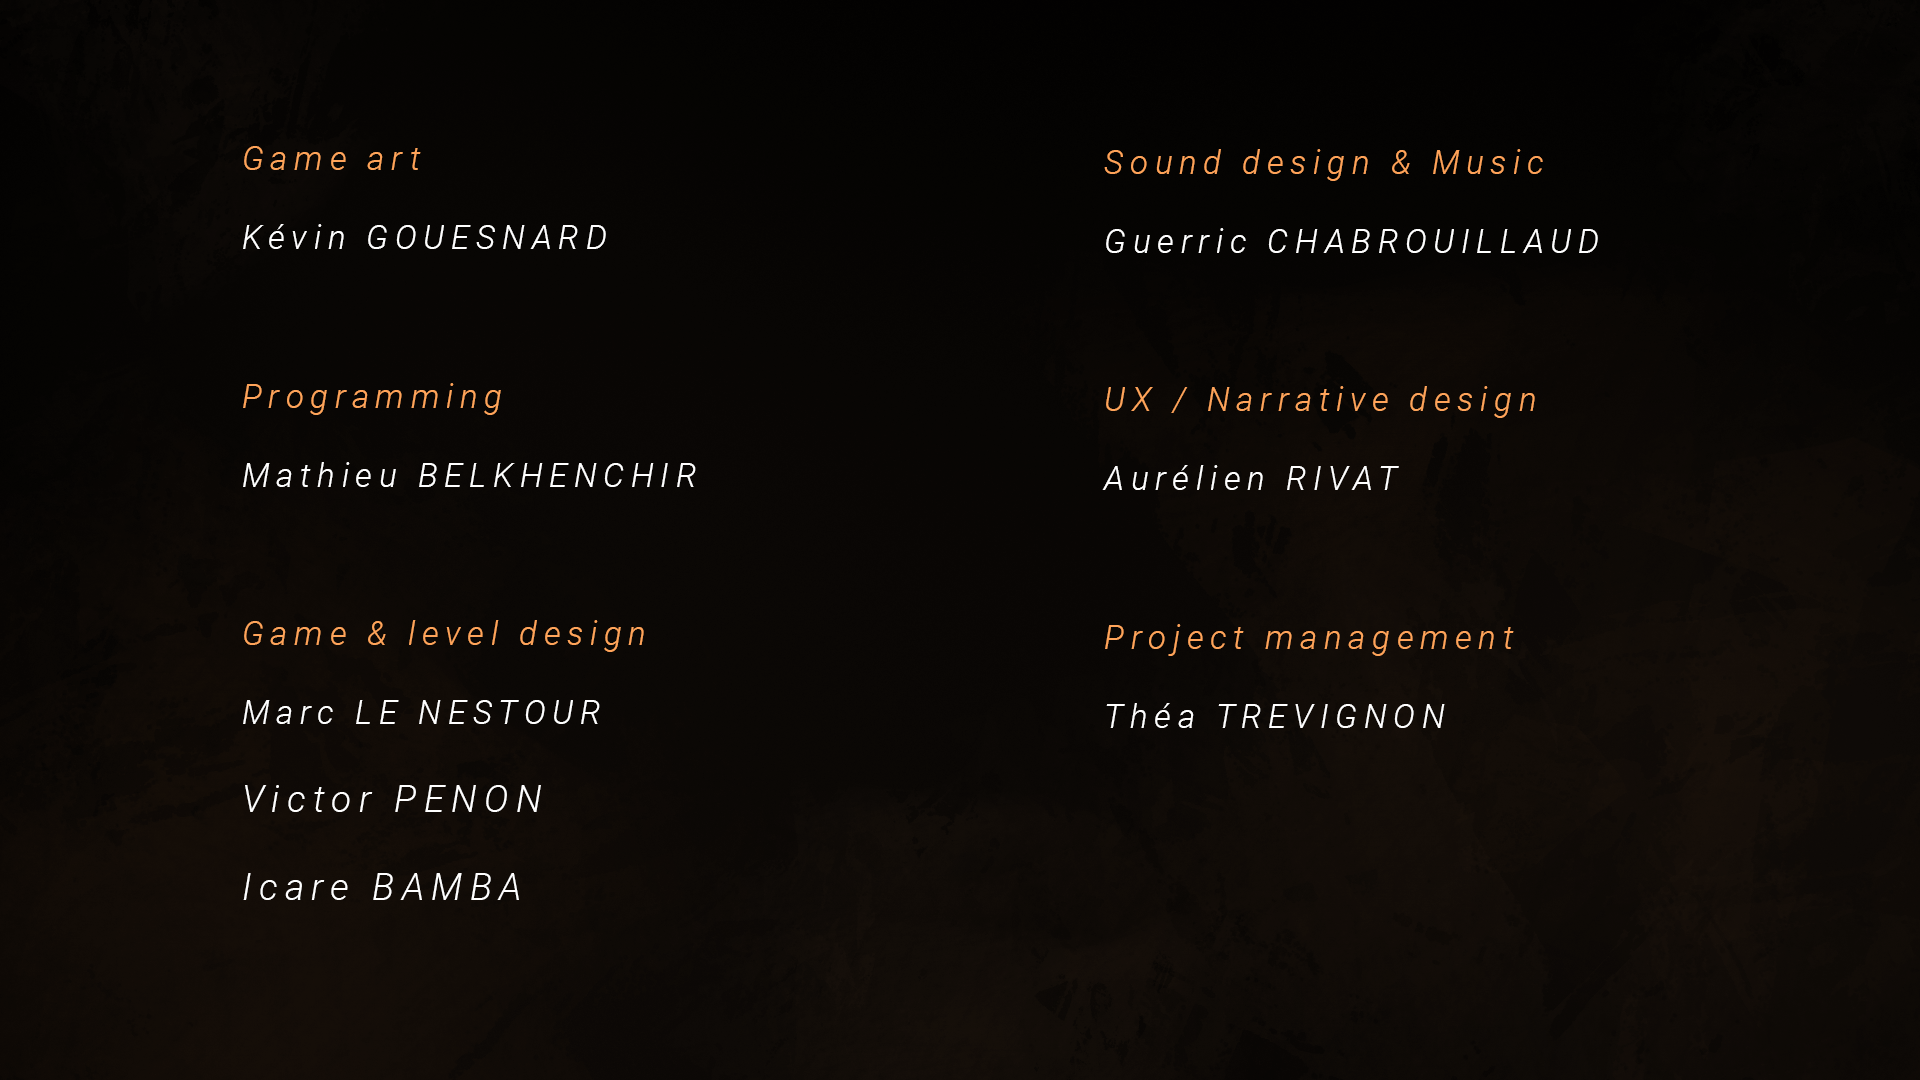 Game art
Kévin GOUESNARD
Programming
Mathieu BELKHENCHIR
Game & level design
Marc LE NESTOUR
Victor PENON
Icare BAMBA
Sound design & Music
Guerric CHABROUILLAUD
UX / Narrative design
Aurélien RIVAT
Project management
Théa TREVIGNON